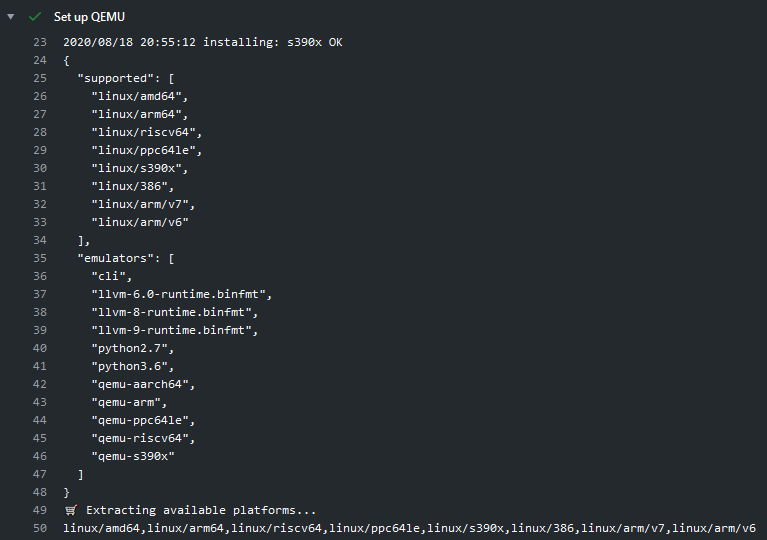 Set up QEMU
23 2020/08/18 20:55:12 installing: s390x OK
24 {
25 "supported": [
26 "linux/amd64",
27 "linux/arm64",
28 "linux/riscv64",
29 "linux/ppc64le",
30 "linux/s390x",
31 "linux/386",
32 "linux/arm/v7",
33 "linux/arm/v6"
34 ],
35 "emulators": [
36 "cli",
37 "llvm-6.0-runtime.binfmt",
38 "llvm-8-runtime.binfmt",
39 "llvm-9-runtime.binfmt",
40 "python2.7",
41 "python3.6",
42 "qemu-aarch64",
43 "qemu-arm",
44 "qemu-ppc64le",
45 "qemu-riscv64",
46 "qemu-s390x"
47 ]
48 }
49 🛒 Extracting available platforms...
50 linux/amd64,linux/arm64,linux/riscv64,linux/ppc64le,linux/s390x,linux/386,linux/arm/v7,linux/arm/v6